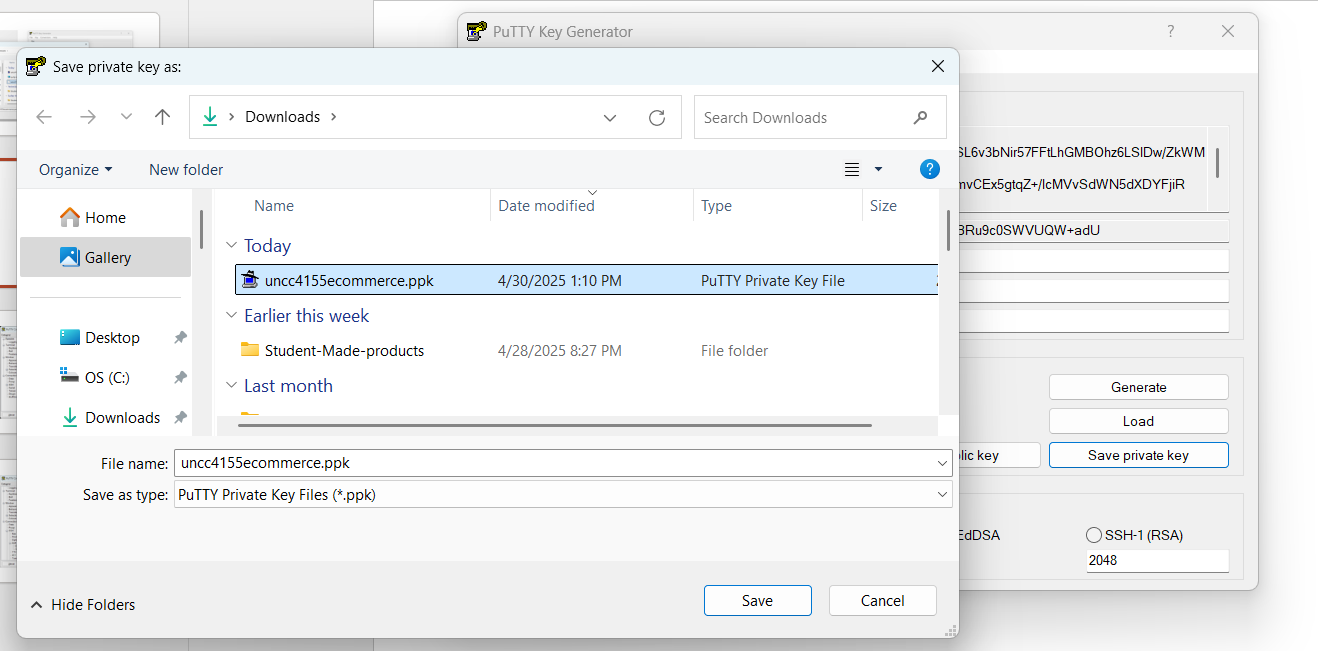 PuTTY Key Generator
?
Save private key as:
Downloads
Search Downloads
Organize
New folder
?
Name
Date modified
Type
Size
Home
Gallery
Desktop
OS (C:)
Downloads
Today
uncc4155ecommerce.ppk 4/30/2025 1:10 PM PuTTY Private Key File
Earlier this week
Student-Made-products 4/28/2025 8:27 PM File folder
Last month
File name: uncc4155ecommerce.ppk
Save as type: PuTTY Private Key Files (*.ppk)
Hide Folders
Save
Cancel
SL6v3bNir57FFtLhGMBOhz6LSIDw/ZkWM
mvCEx5gtqZ+/IcMVvSdWN5dXDYFjiR
BRu9c0SWVUQW+adU
Generate
Load
lic key
Save private key
EdDSA
SSH-1 (RSA)
2048